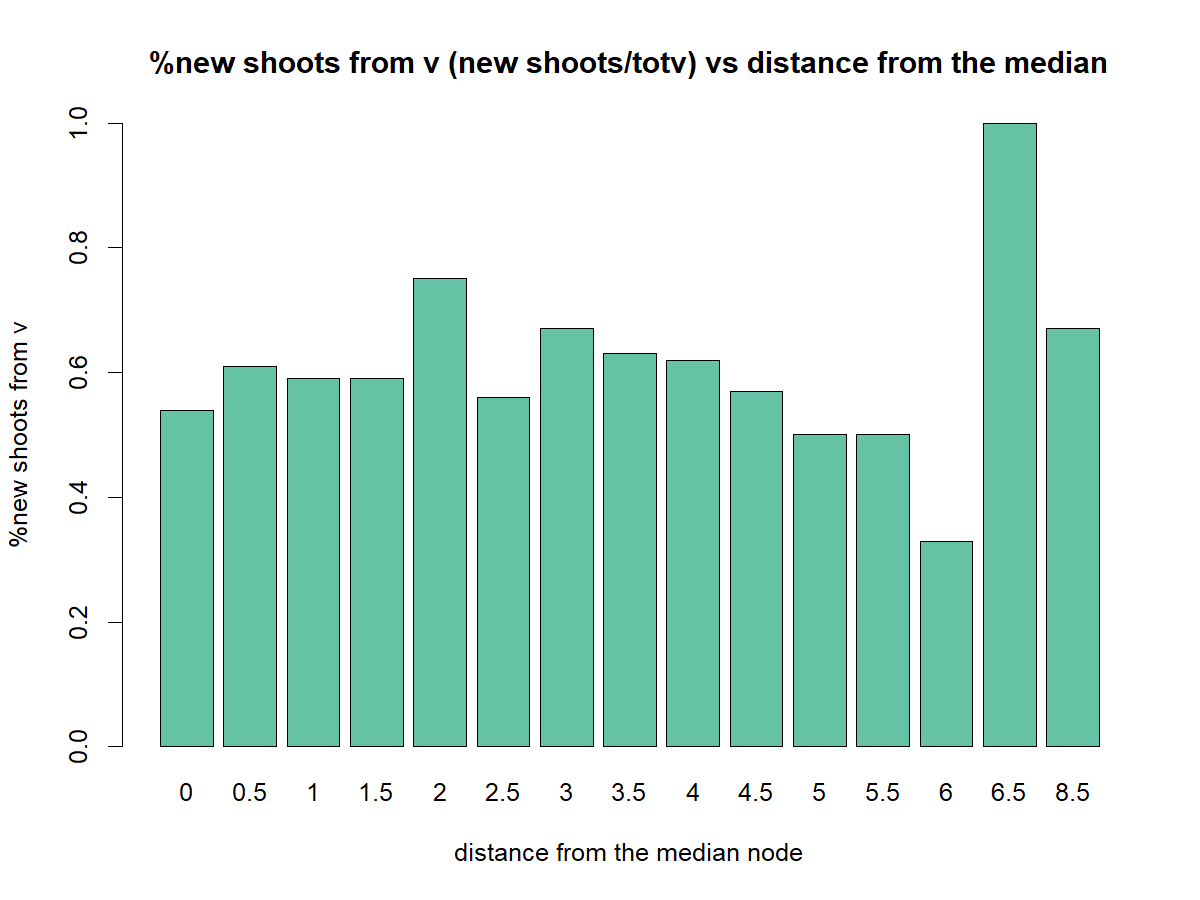 %new shoots from v (new shoots/totv) vs distance from the median
%new shoots from v
1.0
0.8
0.6
0.4
0.2
0.0
0 0.5 1 1.5 2 2.5 3 3.5 4 4.5 5 5.5 6 6.5 8.5
distance from the median node